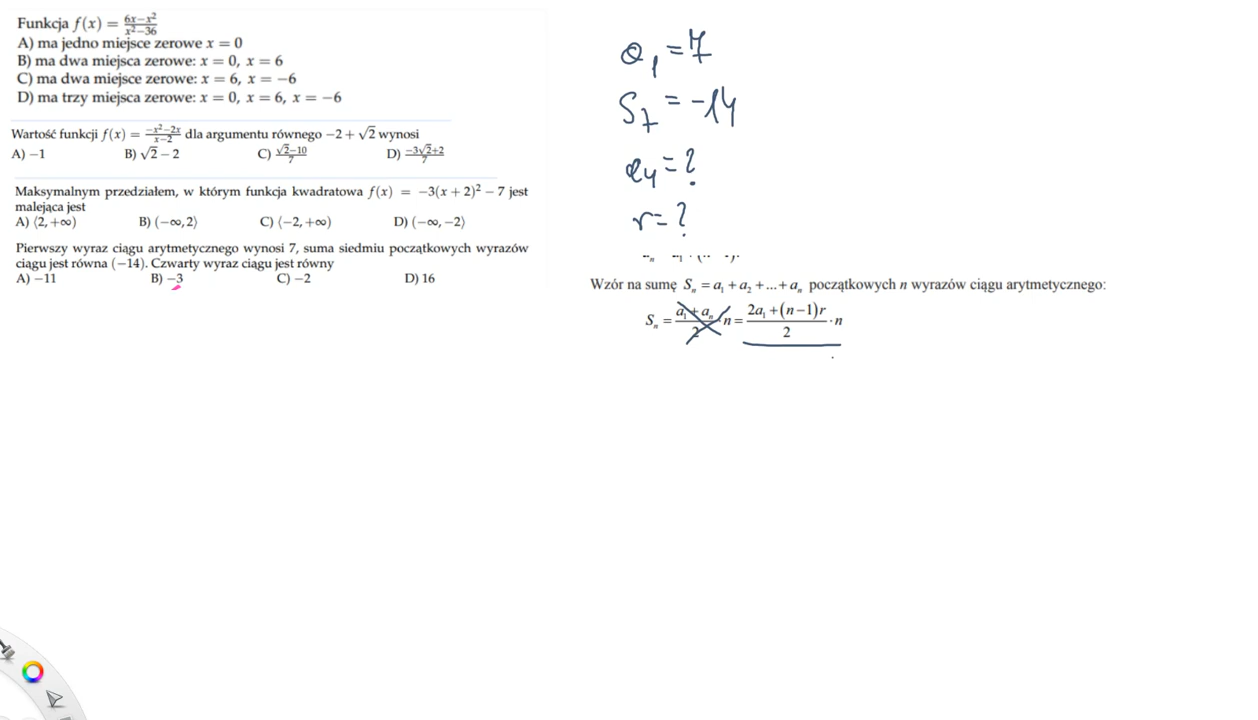 Funkcja f(x) = (6x−x²)/(x²−36)
A) ma jedno miejsce zerowe x = 0
B) ma dwa miejsca zerowe: x = 0, x = 6
C) ma dwa miejsce zerowe: x = 6, x = −6
D) ma trzy miejsca zerowe: x = 0, x = 6, x = −6
Wartość funkcji f(x) = (−x²−2x)/(x−2) dla argumentu równego −2 + √2 wynosi
A) −1 B) √2 − 2 C) (√2−10)/7 D) (−3√2+2)/7
Maksymalnym przedziałem, w którym funkcja kwadratowa f(x) = −3(x + 2)² − 7 jest
malejąca jest
A) ⟨2, +∞) B) (−∞, 2⟩ C) ⟨−2, +∞) D) (−∞, −2⟩
Pierwszy wyraz ciągu arytmetycznego wynosi 7, suma siedmiu początkowych wyrazów
ciągu jest równa (−14). Czwarty wyraz ciągu jest równy
A) −11 B) −3 C) −2 D) 16
a₁ = 7
S₇ = −14
a₄ = ?
r = ?
Wzór na sumę Sₙ = a₁ + a₂ + ... + aₙ początkowych n wyrazów ciągu arytmetycznego:
Sₙ = (a₁ + aₙ)/2 · n = (2a₁ + (n−1)r)/2 · n